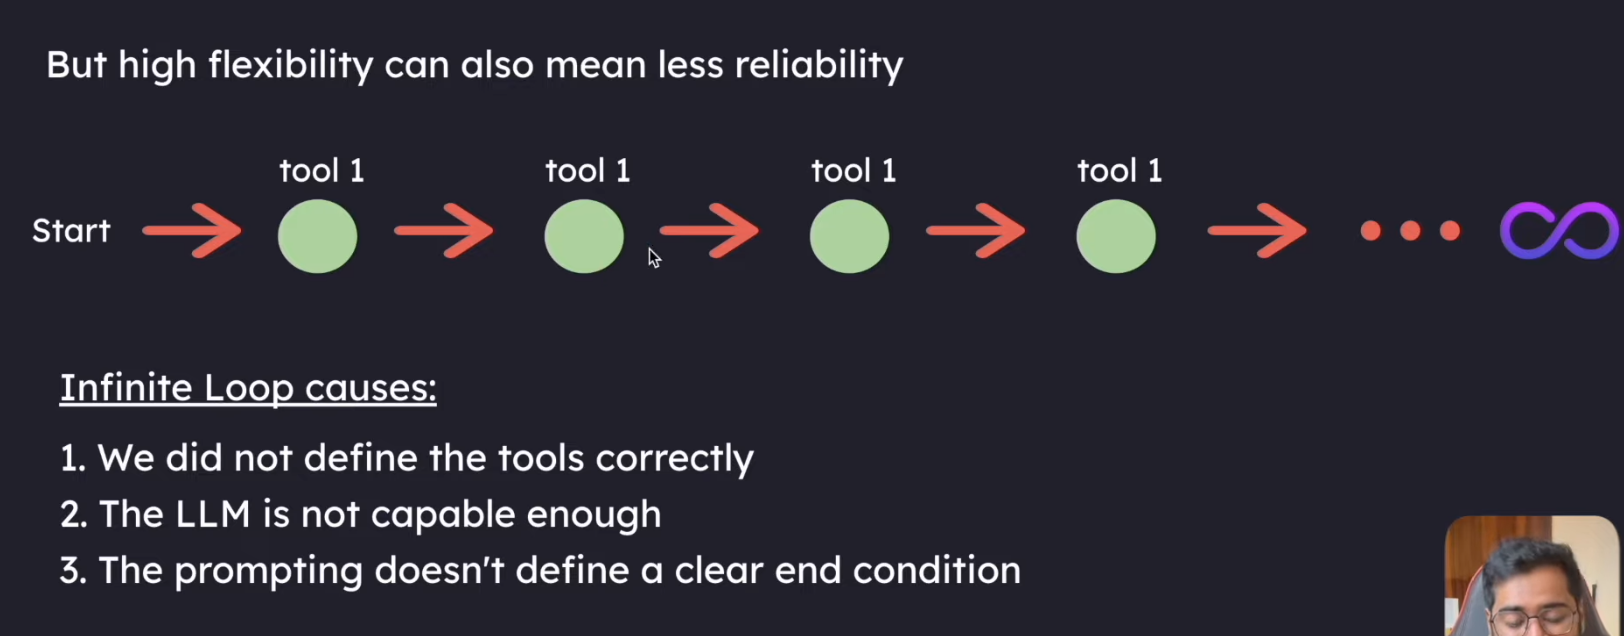 But high flexibility can also mean less reliability
tool 1 tool 1 tool 1 tool 1
Start
Infinite Loop causes:
1. We did not define the tools correctly
2. The LLM is not capable enough
3. The prompting doesn't define a clear end condition